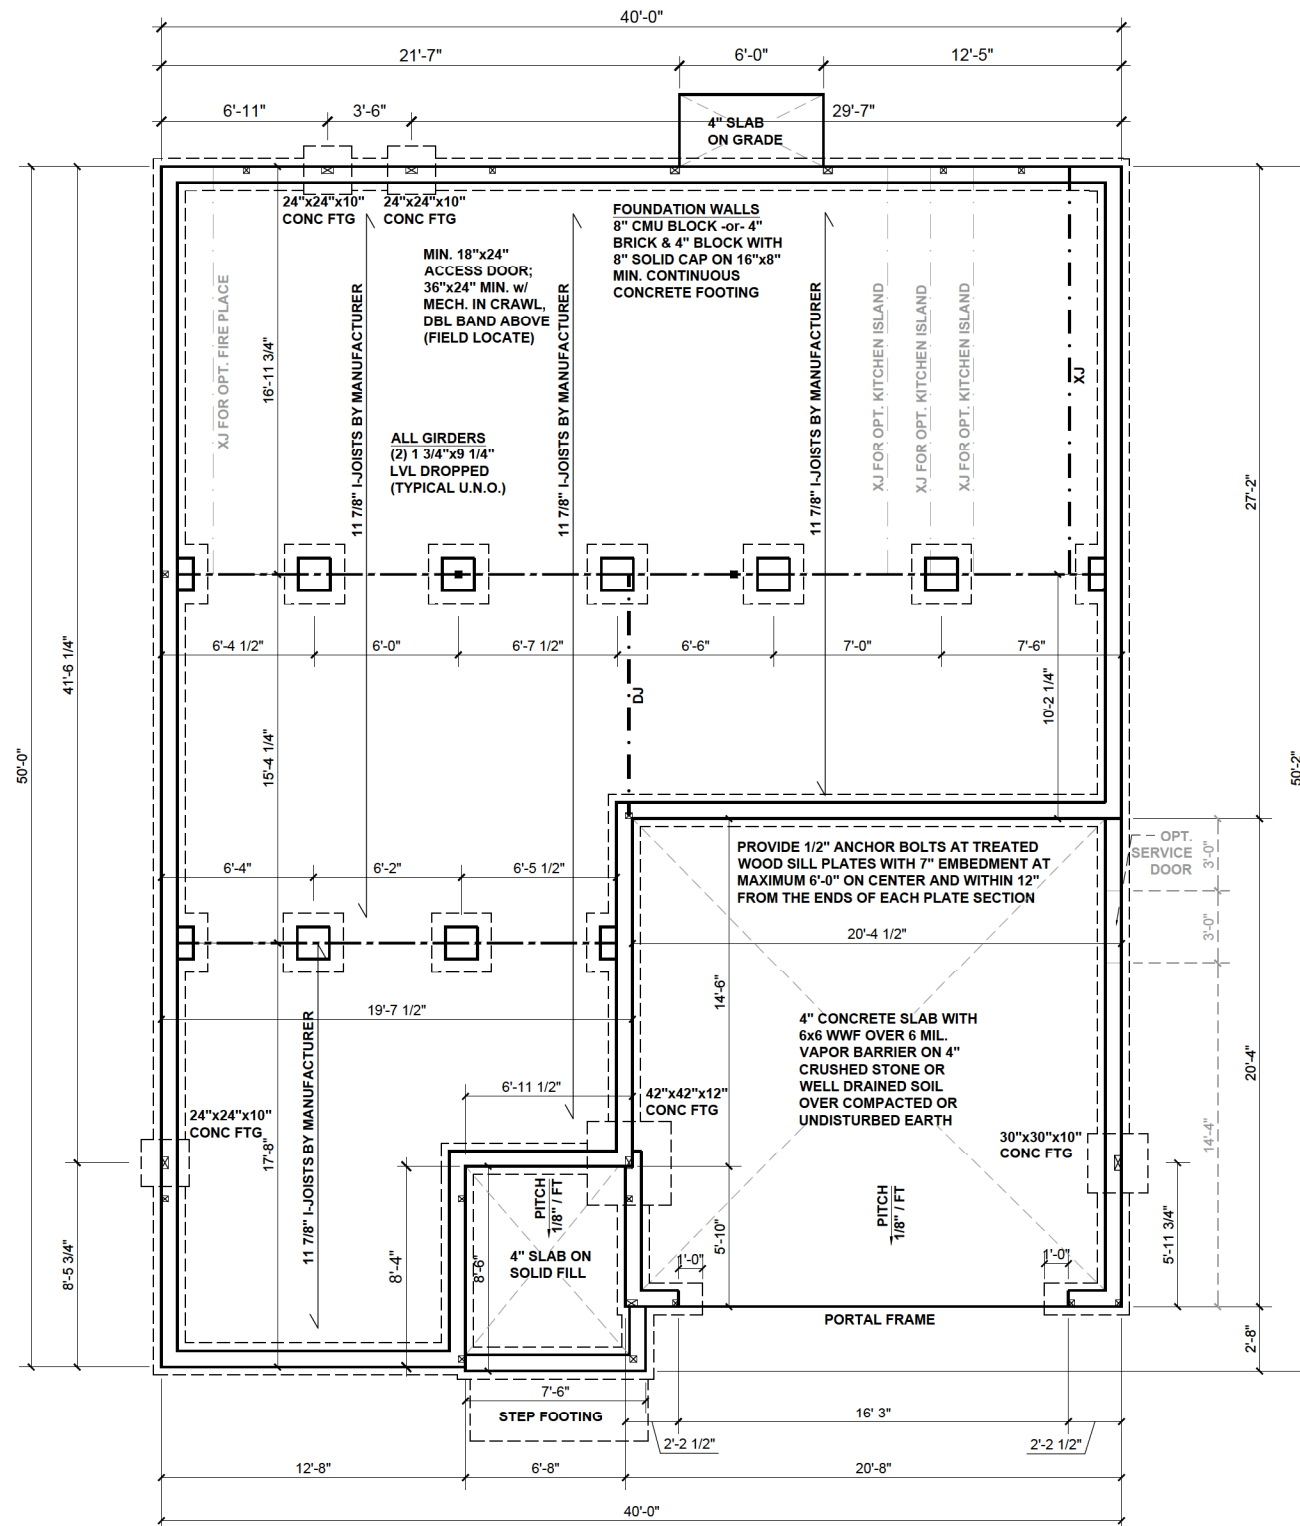 40'-0"
21'-7"
6'-0"
12'-5"
6'-11"
3'-6"
29'-7"
4" SLAB
ON GRADE
24"x24"x10"
CONC FTG
24"x24"x10"
CONC FTG
FOUNDATION WALLS
8" CMU BLOCK -or- 4"
BRICK & 4" BLOCK WITH
8" SOLID CAP ON 16"x8"
MIN. CONTINUOUS
CONCRETE FOOTING
MIN. 18"x24"
ACCESS DOOR;
36"x24" MIN. w/
MECH. IN CRAWL,
DBL BAND ABOVE
(FIELD LOCATE)
XJ FOR OPT. FIRE PLACE
16'-11 3/4"
11 7/8" I-JOISTS BY MANUFACTURER
11 7/8" I-JOISTS BY MANUFACTURER
11 7/8" I-JOISTS BY MANUFACTURER
XJ FOR OPT. KITCHEN ISLAND
XJ FOR OPT. KITCHEN ISLAND
XJ FOR OPT. KITCHEN ISLAND
XJ
27'-2"
ALL GIRDERS
(2) 1 3/4"x9 1/4"
LVL DROPPED
(TYPICAL U.N.O.)
6'-4 1/2"
6'-0"
6'-7 1/2"
6'-6"
7'-0"
7'-6"
41'-6 1/4"
50'-0"
15'-4 1/4"
DJ
10'-2 1/4"
50'-2"
PROVIDE 1/2" ANCHOR BOLTS AT TREATED
WOOD SILL PLATES WITH 7" EMBEDMENT AT
MAXIMUM 6'-0" ON CENTER AND WITHIN 12"
FROM THE ENDS OF EACH PLATE SECTION
OPT.
SERVICE
DOOR
3'-0"
6'-4"
6'-2"
6'-5 1/2"
20'-4 1/2"
3'-0"
14'-6"
19'-7 1/2"
4" CONCRETE SLAB WITH
6x6 WWF OVER 6 MIL.
VAPOR BARRIER ON 4"
CRUSHED STONE OR
WELL DRAINED SOIL
OVER COMPACTED OR
UNDISTURBED EARTH
20'-4"
6'-11 1/2"
42"x42"x12"
CONC FTG
24"x24"x10"
CONC FTG
11 7/8" I-JOISTS BY MANUFACTURER
17'-8"
30"x30"x10"
CONC FTG
14'-4"
PITCH
1/8" / FT
PITCH
1/8" / FT
5'-10"
5'-11 3/4"
8'-5 3/4"
8'-4"
8'-6"
4" SLAB ON
SOLID FILL
1'-0"
1'-0"
PORTAL FRAME
2'-8"
7'-6"
STEP FOOTING
16' 3"
2'-2 1/2"
2'-2 1/2"
12'-8"
6'-8"
20'-8"
40'-0"